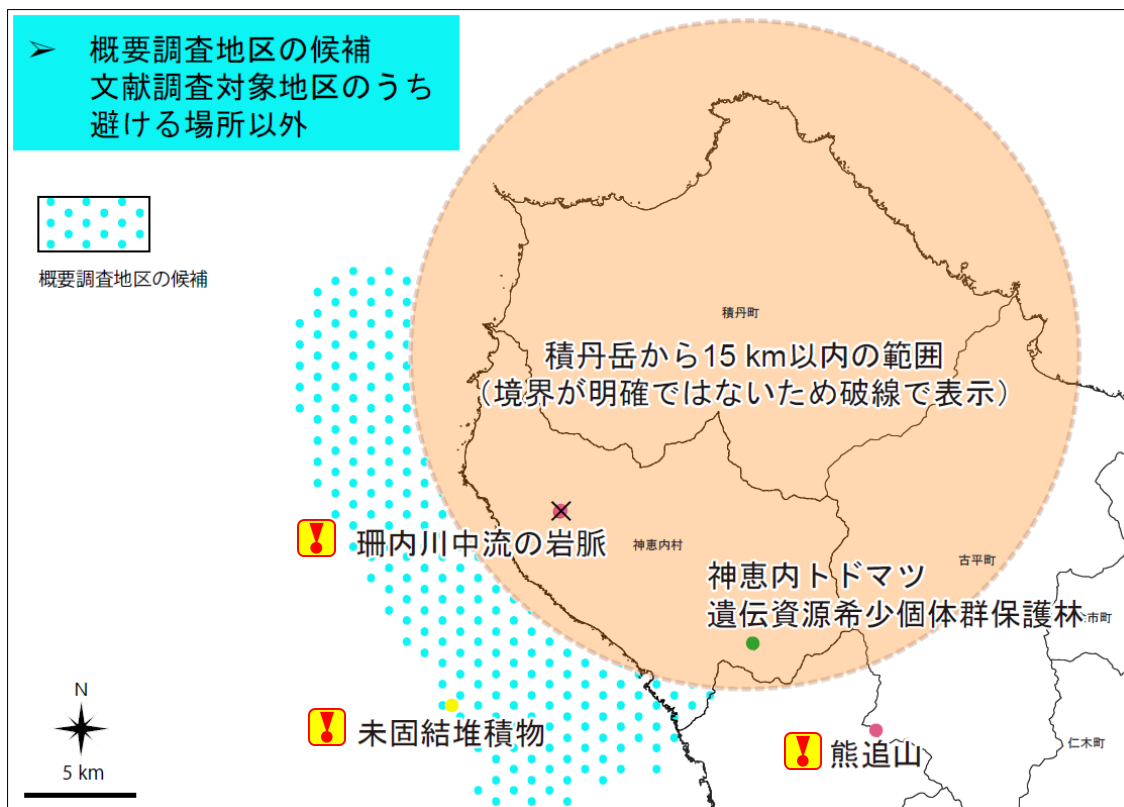 ➢ 概要調査地区の候補
文献調査対象地区のうち
避ける場所以外
概要調査地区の候補
積丹町
積丹岳から15 km以内の範囲
（境界が明確ではないため破線で表示）
珊内川中流の岩脈
神恵内村
古平町
神恵内トドマツ
遺伝資源希少個体群保護林
市町
未固結堆積物
熊追山
仁木町
N
5 km